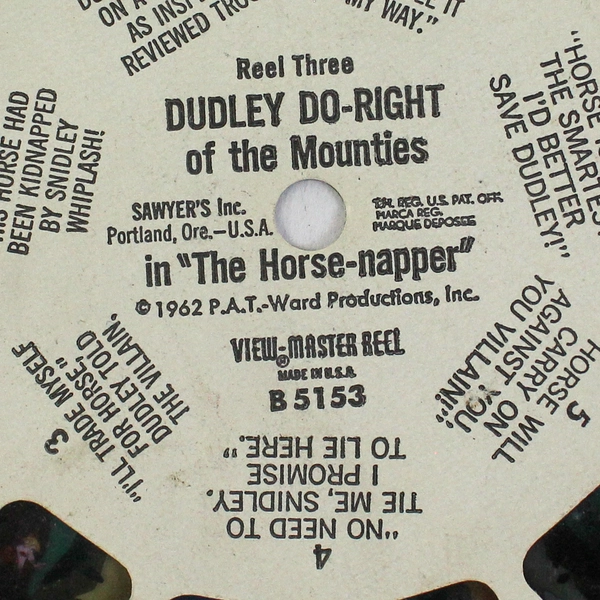 Reel Three
DUDLEY DO-RIGHT
of the Mounties
SAWYER'S Inc.
Portland, Ore.—U.S.A.
T.M. REG. U.S. PAT. OFF.
MARCA REG.
MARQUE DEPOSEE
in "The Horse-napper"
© 1962 P.A.T.-Ward Productions, Inc.
VIEW-MASTER REEL
®
MADE IN U.S.A.
B 5153
ON A
AS INSP
REVIEWED TROO
IT
MY WAY."
HORSE HAD
BEEN KIDNAPPED
BY SNIDLEY
WHIPLASH!
3
"I'LL TRADE MYSELF
FOR HORSE,"
DUDLEY TOLD
THE VILLAIN.
4
"NO NEED TO
TIE ME, SNIDLEY.
I PROMISE
TO LIE HERE."
5
HORSE WILL
CARRY ON
AGAINST YOU,
YOU VILLAIN!"
"HORSE
THE SMARTES
I'D BETTER
SAVE DUDLEY!"